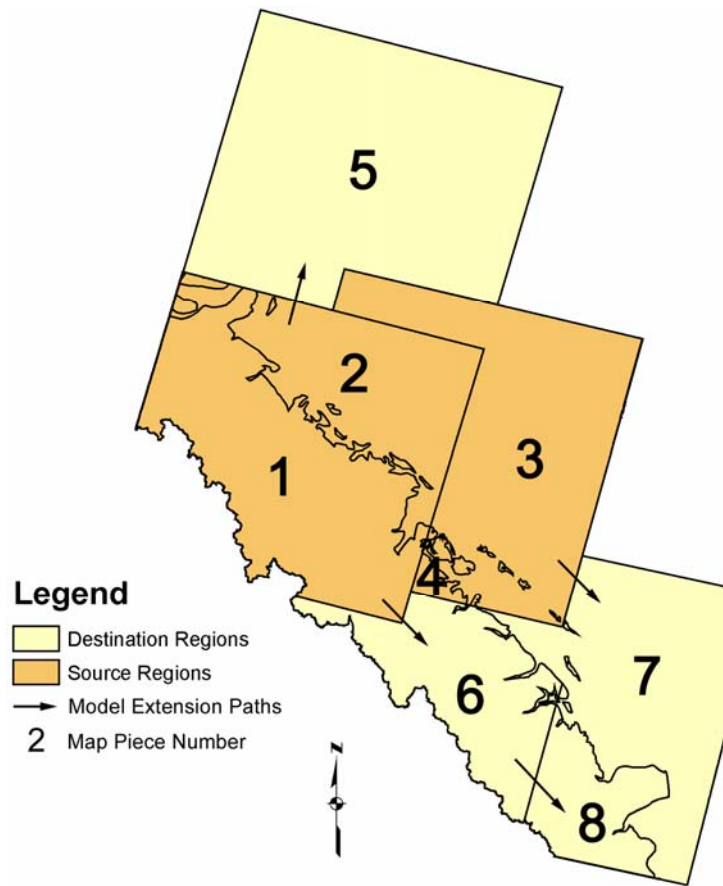 5
2
3
1
4
Legend
Destination Regions
Source Regions
Model Extension Paths
2 Map Piece Number
7
6
N
8